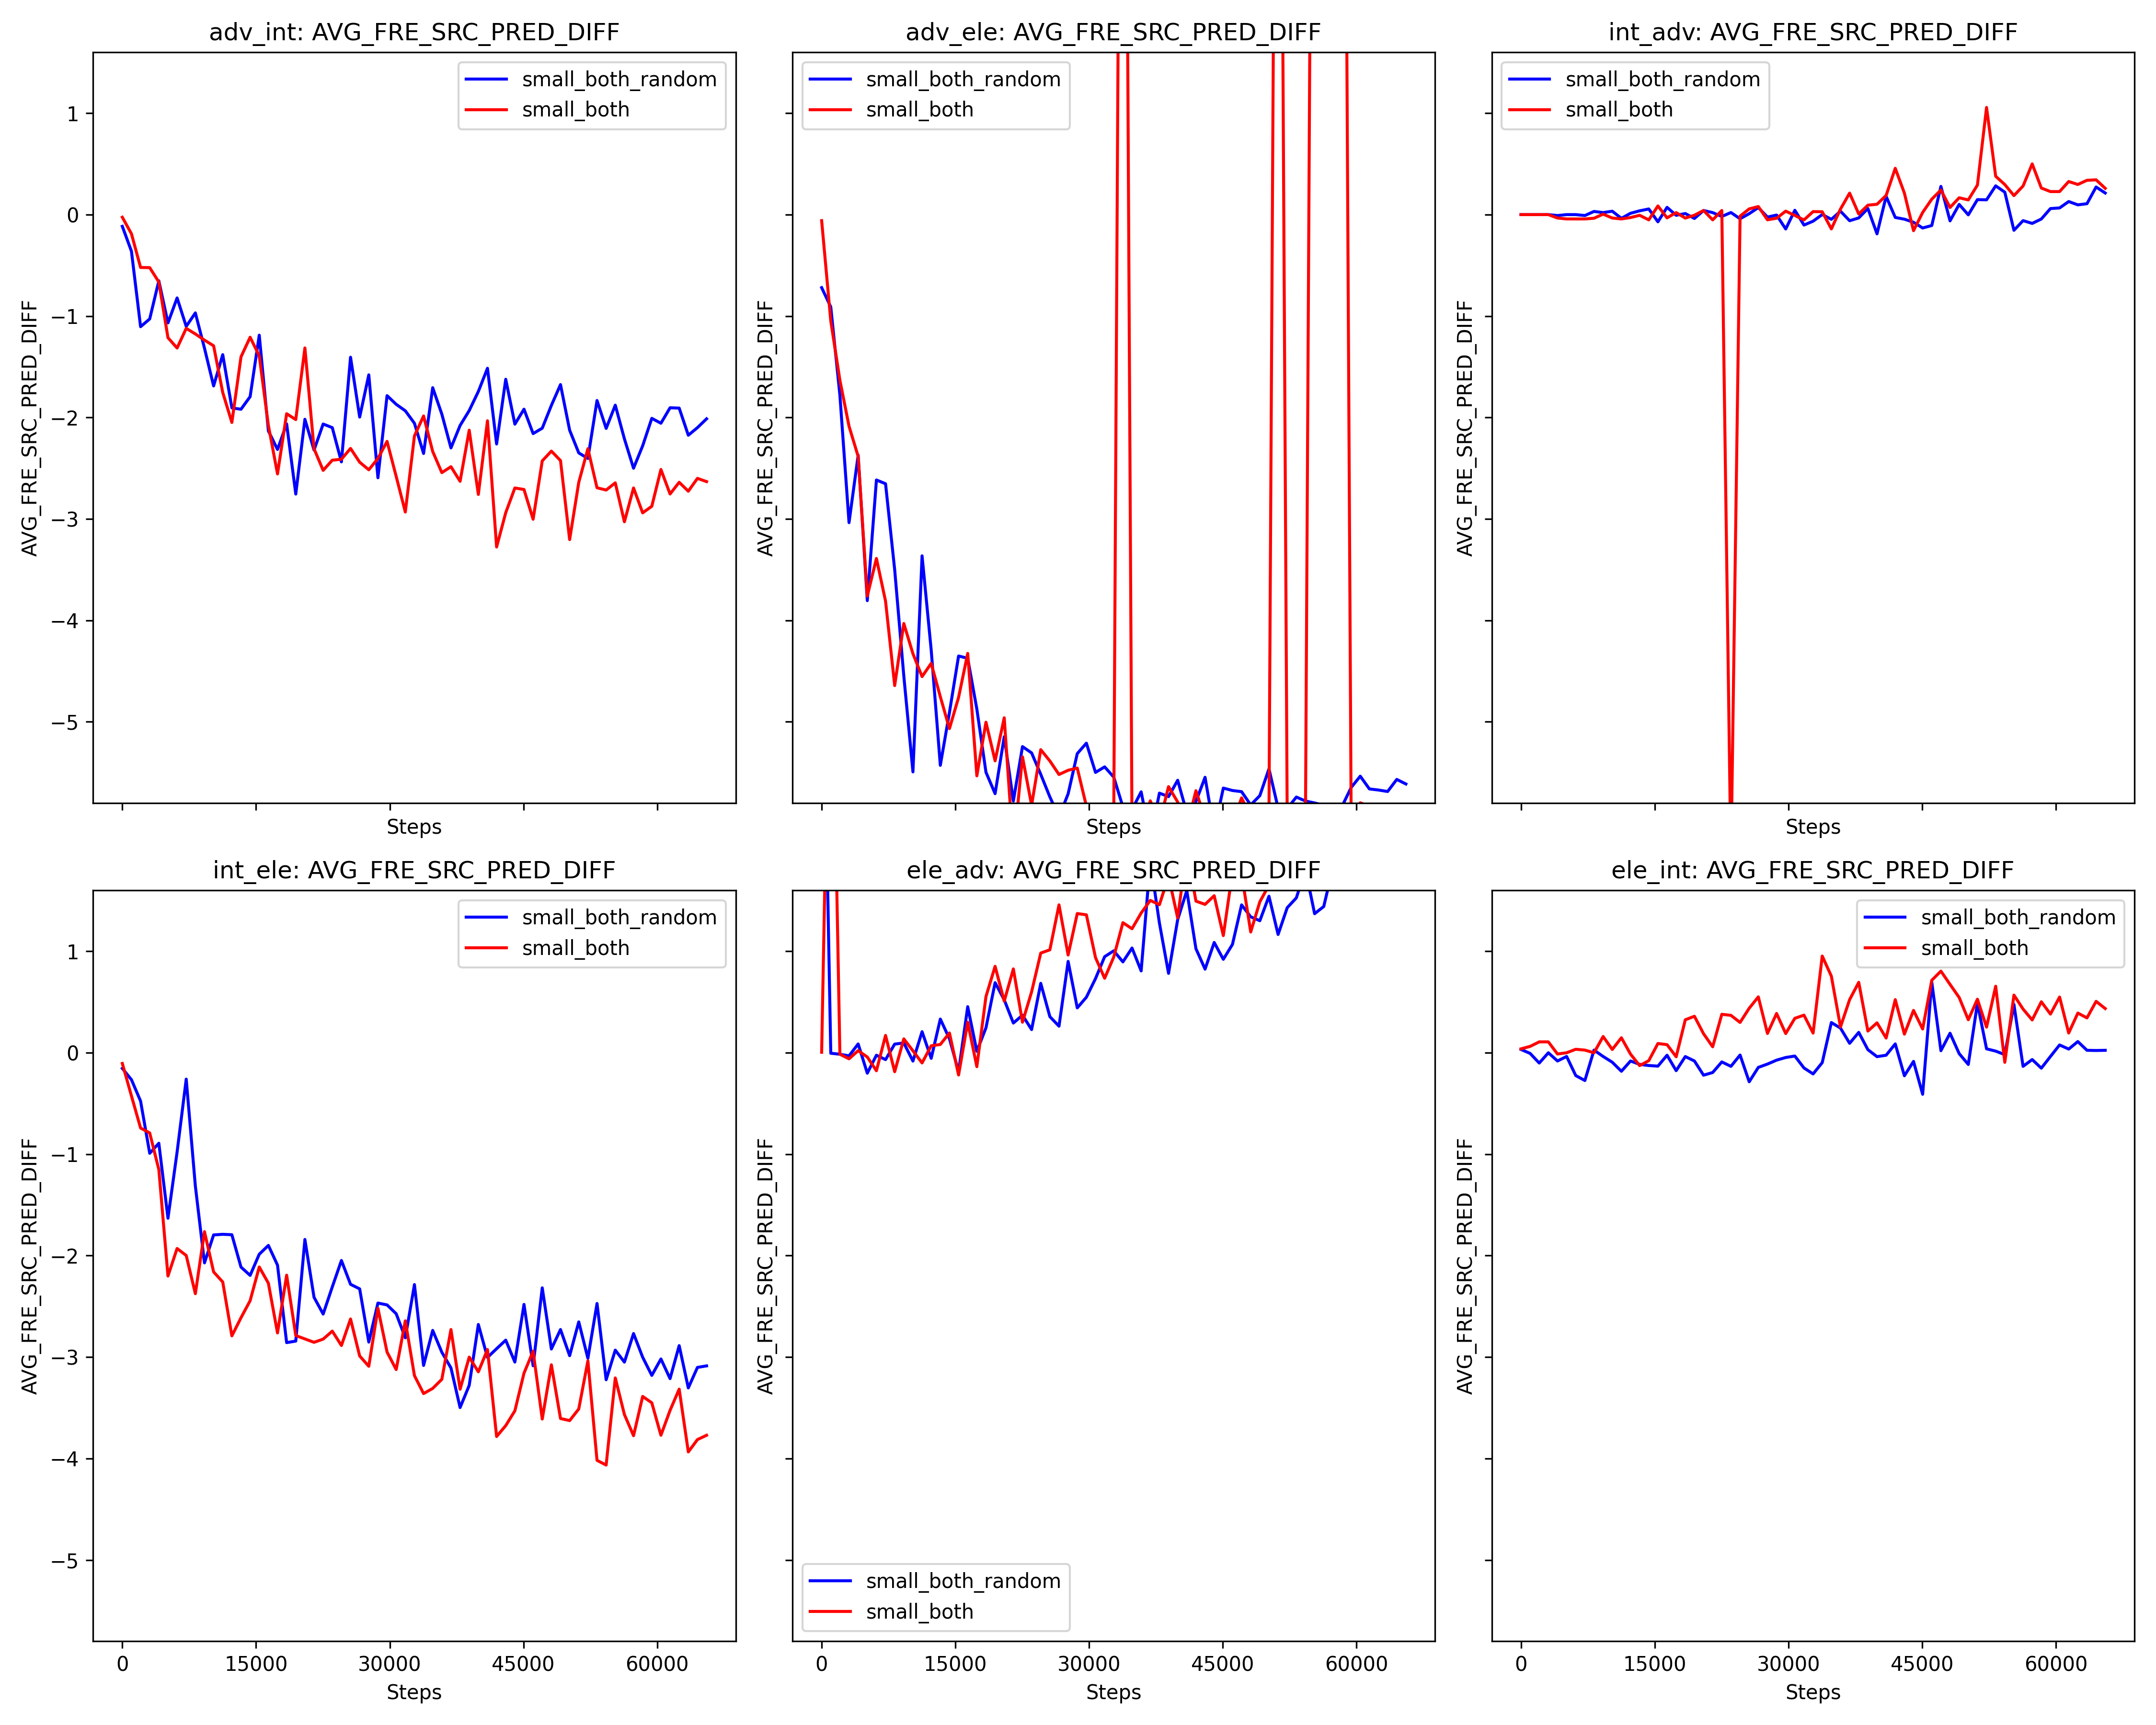 adv_int: AVG_FRE_SRC_PRED_DIFF
AVG_FRE_SRC_PRED_DIFF
1
0
−1
−2
−3
−4
−5
small_both_random
small_both
Steps
adv_ele: AVG_FRE_SRC_PRED_DIFF
AVG_FRE_SRC_PRED_DIFF
small_both_random
small_both
Steps
int_adv: AVG_FRE_SRC_PRED_DIFF
AVG_FRE_SRC_PRED_DIFF
small_both_random
small_both
Steps
int_ele: AVG_FRE_SRC_PRED_DIFF
AVG_FRE_SRC_PRED_DIFF
1
0
−1
−2
−3
−4
−5
small_both_random
small_both
0 15000 30000 45000 60000
Steps
ele_adv: AVG_FRE_SRC_PRED_DIFF
AVG_FRE_SRC_PRED_DIFF
small_both_random
small_both
0 15000 30000 45000 60000
Steps
ele_int: AVG_FRE_SRC_PRED_DIFF
AVG_FRE_SRC_PRED_DIFF
small_both_random
small_both
0 15000 30000 45000 60000
Steps